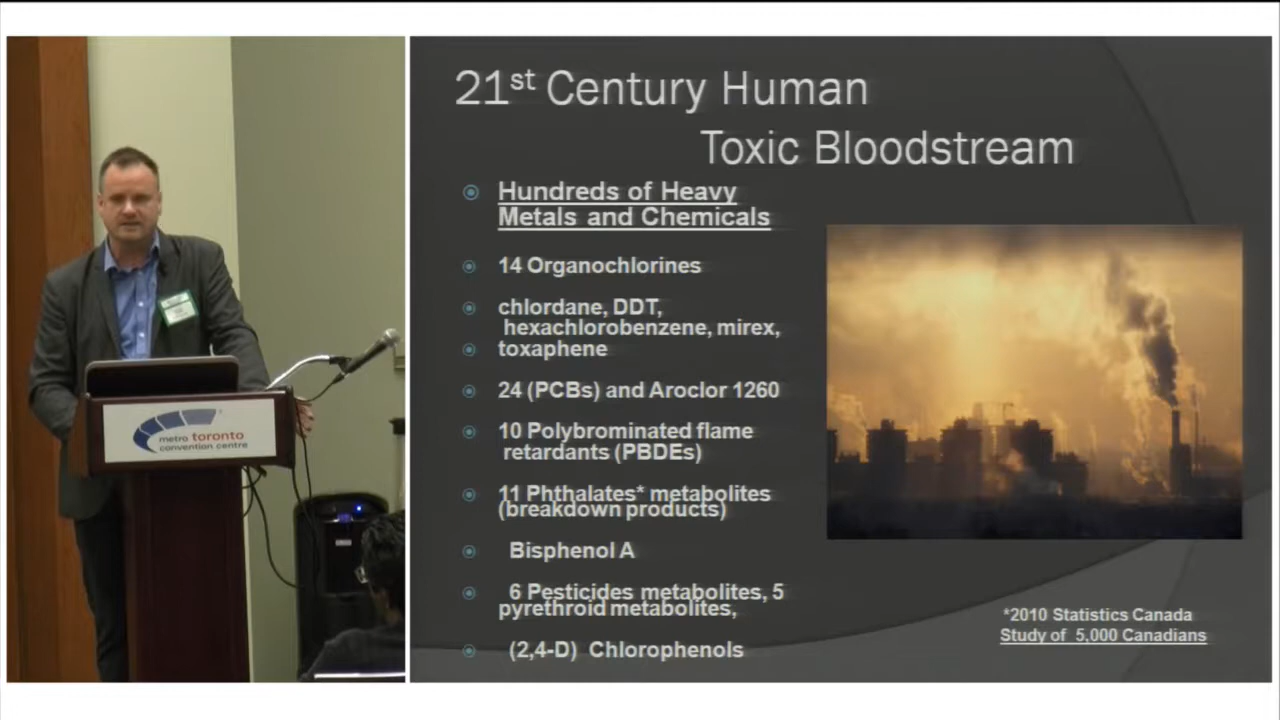 21st Century Human
Toxic Bloodstream
Hundreds of Heavy
Metals and Chemicals
14 Organochlorines
chlordane, DDT,
hexachlorobenzene, mirex,
toxaphene
24 (PCBs) and Aroclor 1260
10 Polybrominated flame
retardants (PBDEs)
11 Phthalates* metabolites
(breakdown products)
Bisphenol A
6 Pesticides metabolites, 5
pyrethroid metabolites,
(2,4-D) Chlorophenols
*2010 Statistics Canada
Study of 5,000 Canadians
metro toronto
convention centre